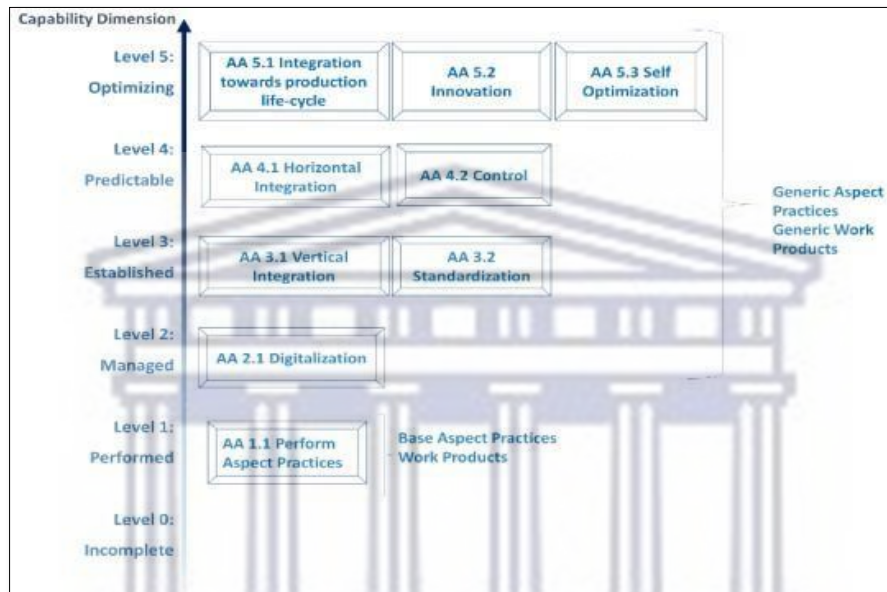 Capability Dimension
Level 5:
Optimizing
AA 5.1 Integration
towards production
life-cycle
AA 5.2
Innovation
AA 5.3 Self
Optimization
Level 4:
Predictable
AA 4.1 Horizontal
Integration
AA 4.2 Control
Generic Aspect
Practices
Generic Work
Products
Level 3:
Established
AA 3.1 Vertical
Integration
AA 3.2
Standardization
Level 2:
Managed
AA 2.1 Digitalization
Level 1:
Performed
AA 1.1 Perform
Aspect Practices
Base Aspect Practices
Work Products
Level 0:
Incomplete